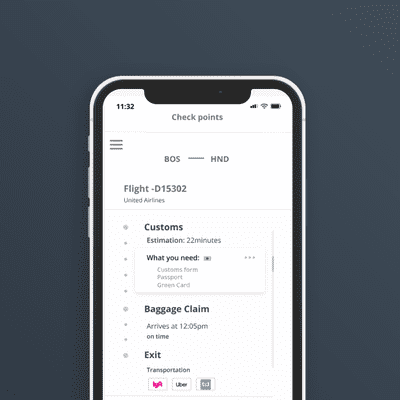 11:32
Check points
BOS — HND
Flight -D15302
United Airlines
Customs
Estimation: 22minutes
What you need:
Customs form
Passport
Green Card
Baggage Claim
Arrives at 12:05pm
on time
Exit
Transportation
lyft Uber